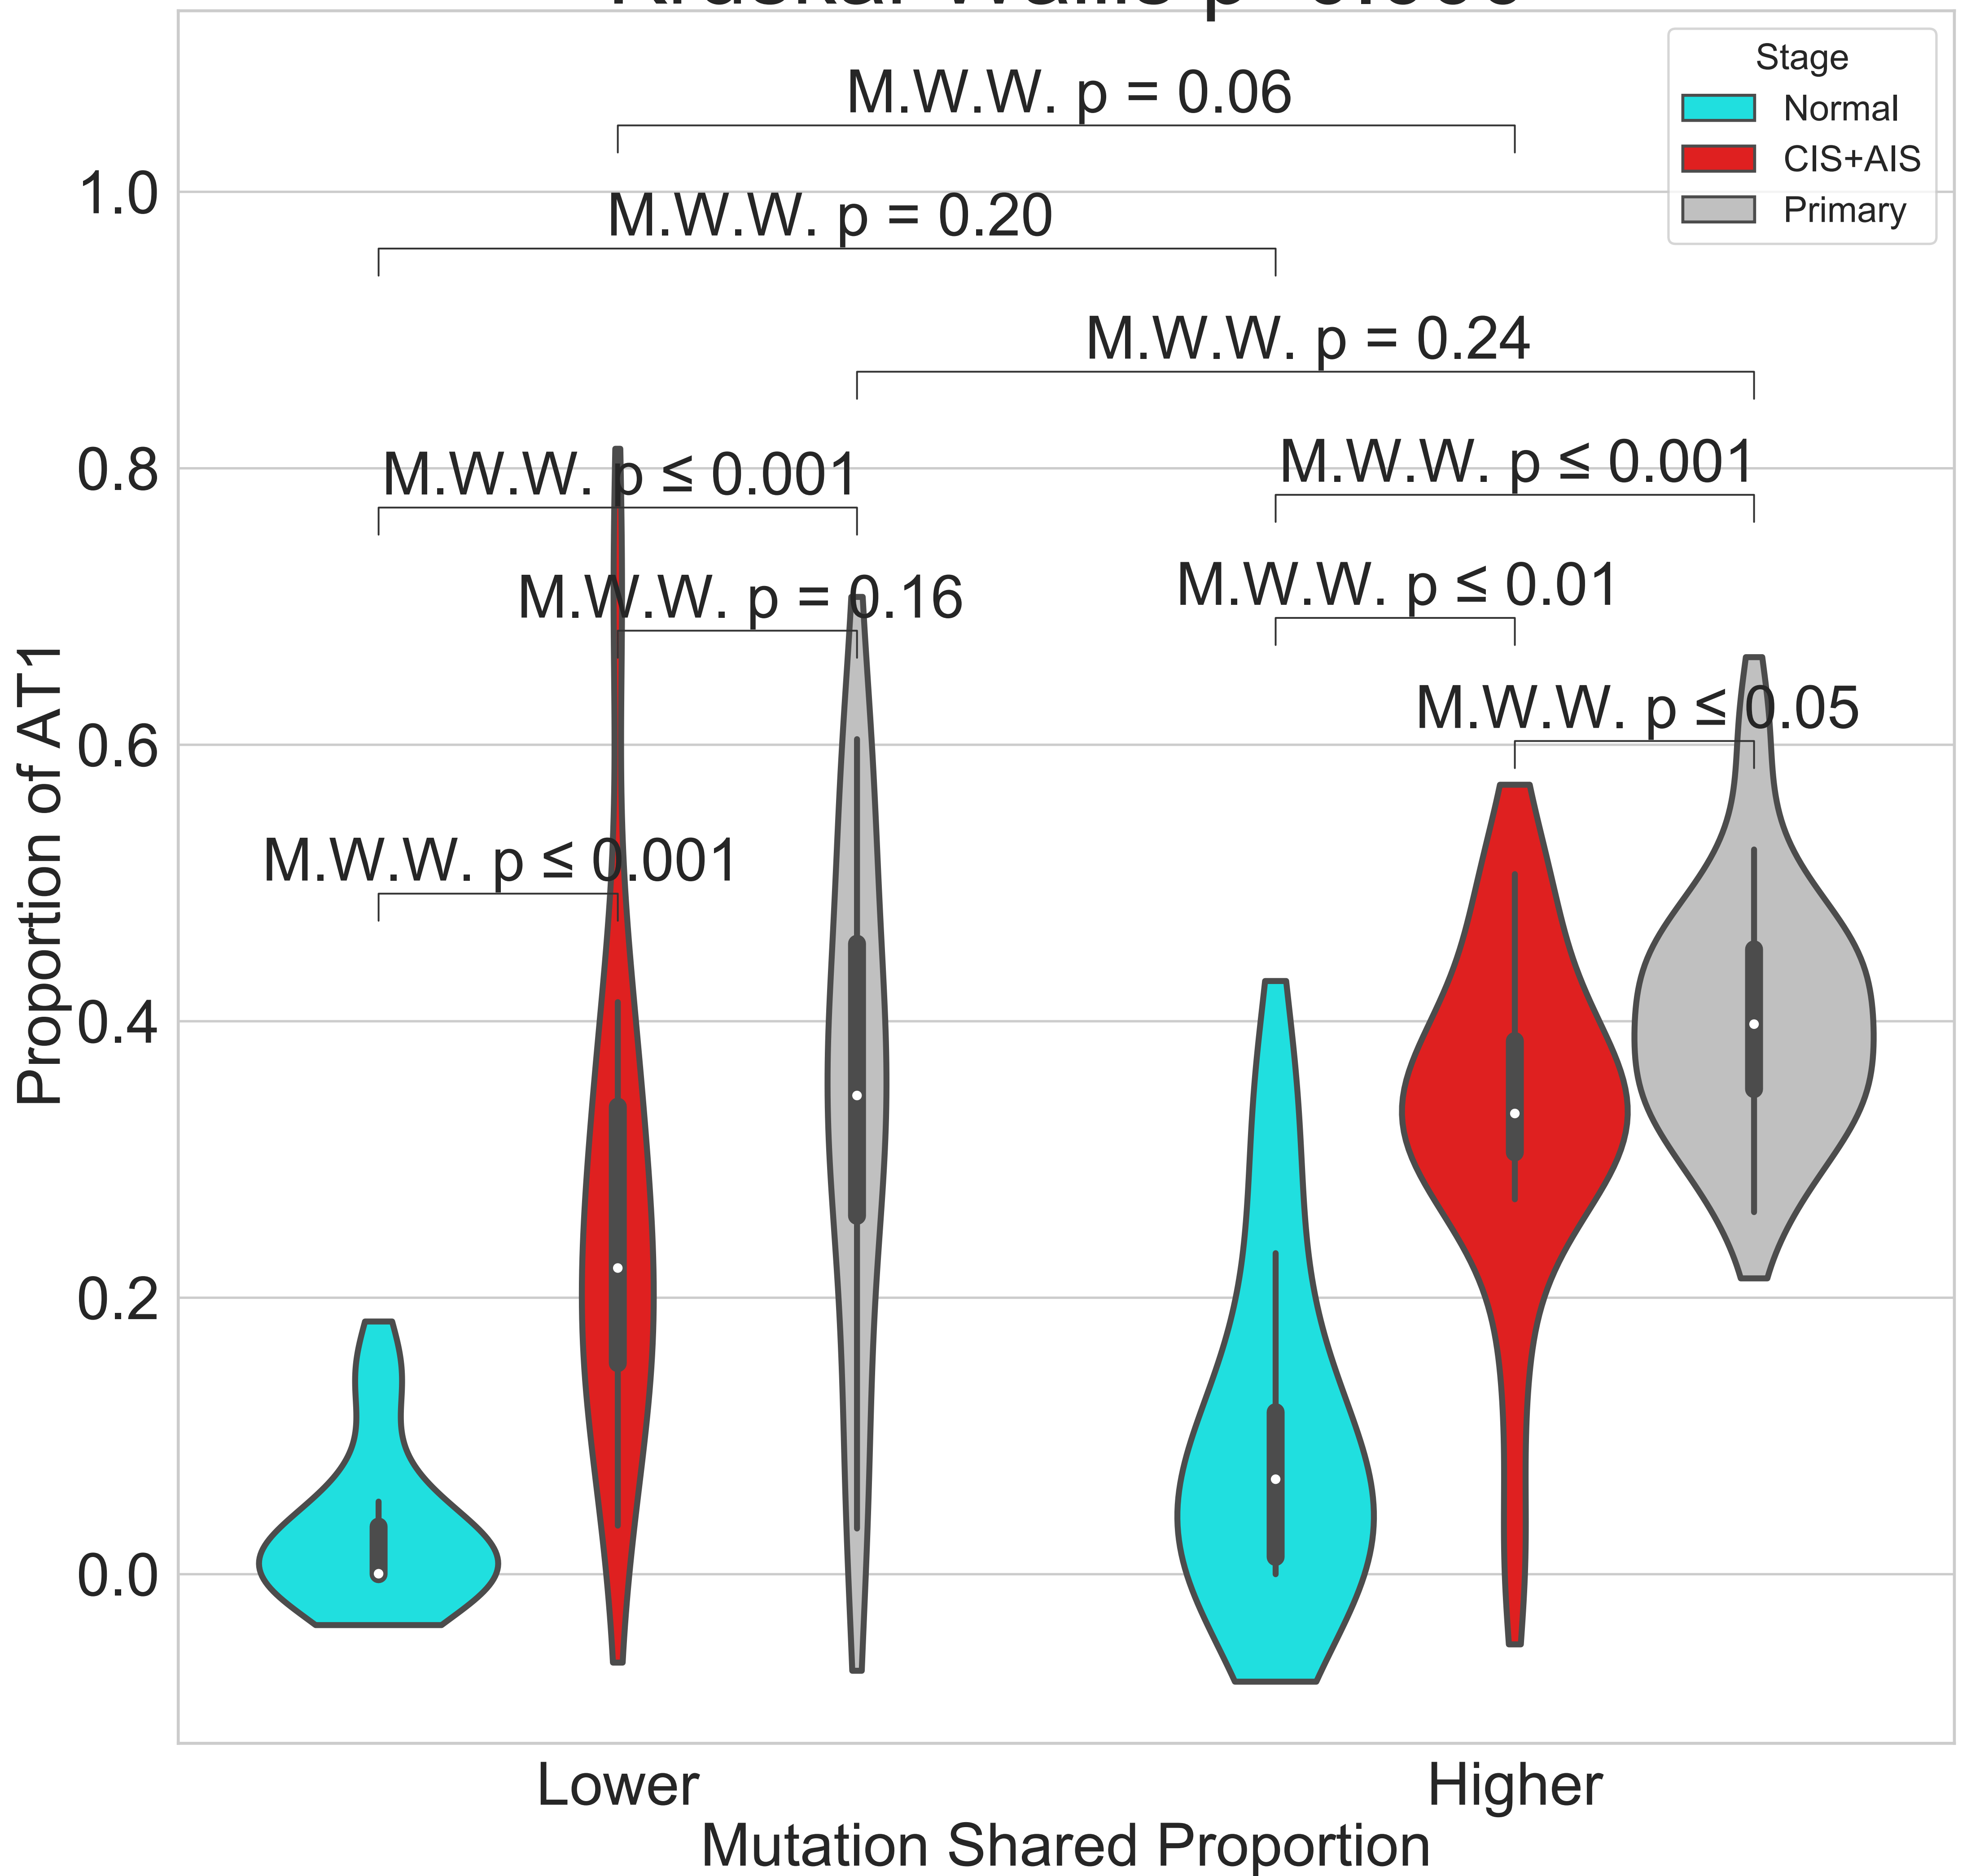 Stage
Normal
CIS+AIS
Primary
M.W.W. p = 0.06
M.W.W. p = 0.20
M.W.W. p = 0.24
M.W.W. p ≤ 0.001
M.W.W. p ≤ 0.001
M.W.W. p = 0.16
M.W.W. p ≤ 0.01
M.W.W. p ≤ 0.05
M.W.W. p ≤ 0.001
1.0
0.8
0.6
0.4
0.2
0.0
Proportion of AT1
Lower
Higher
Mutation Shared Proportion